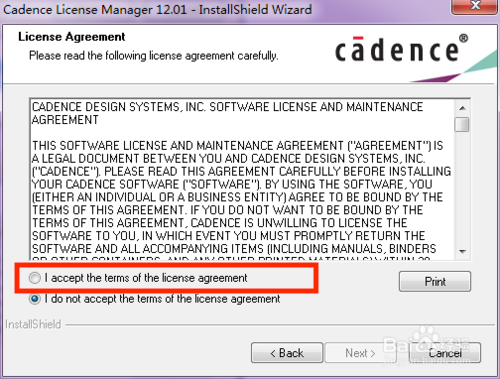 Cadence License Manager 12.01 - InstallShield Wizard
License Agreement
Please read the following license agreement carefully.
cādence
®
CADENCE DESIGN SYSTEMS, INC. SOFTWARE LICENSE AND MAINTENANCE
AGREEMENT
THIS SOFTWARE LICENSE AND MAINTENANCE AGREEMENT ("AGREEMENT") IS
A LEGAL DOCUMENT BETWEEN YOU AND CADENCE DESIGN SYSTEMS, INC.
("CADENCE"). PLEASE READ THIS AGREEMENT CAREFULLY BEFORE INSTALLING
YOUR CADENCE SOFTWARE ("SOFTWARE"). BY USING THE SOFTWARE, YOU
(EITHER AN INDIVIDUAL OR A BUSINESS ENTITY) AGREE TO BE BOUND BY THE
TERMS OF THIS AGREEMENT. IF YOU DO NOT WANT TO BE BOUND BY THE
TERMS OF THIS AGREEMENT, CADENCE IS UNWILLING TO LICENSE THE
SOFTWARE TO YOU, IN WHICH EVENT YOU MUST PROMPTLY RETURN THE
SOFTWARE AND ALL ACCOMPANYING ITEMS (INCLUDING MANUALS, BINDERS
OR OTHER CONTAINERS, AND ANY OTHER PRINTED MATERIALS) WITHIN 30
I accept the terms of the license agreement
Print
I do not accept the terms of the license agreement
InstallShield
< Back
Next >
Cancel